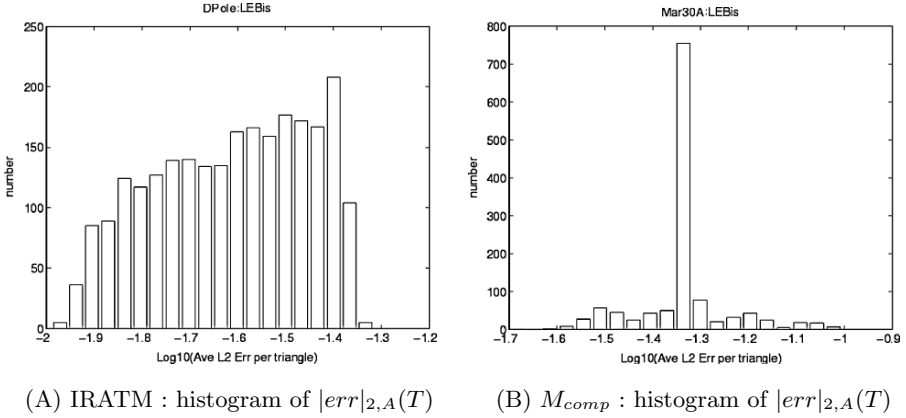 DPole:LEBis
250
200
150
100
50
0
number
−2 −1.9 −1.8 −1.7 −1.6 −1.5 −1.4 −1.3 −1.2
Log10(Ave L2 Err per triangle)
(A) IRATM : histogram of |err|_{2,A}(T)
Mar30A:LEBis
800
700
600
500
400
300
200
100
0
number
−1.7 −1.6 −1.5 −1.4 −1.3 −1.2 −1.1 −1 −0.9
Log10(Ave L2 Err per triangle)
(B) M_{comp} : histogram of |err|_{2,A}(T)